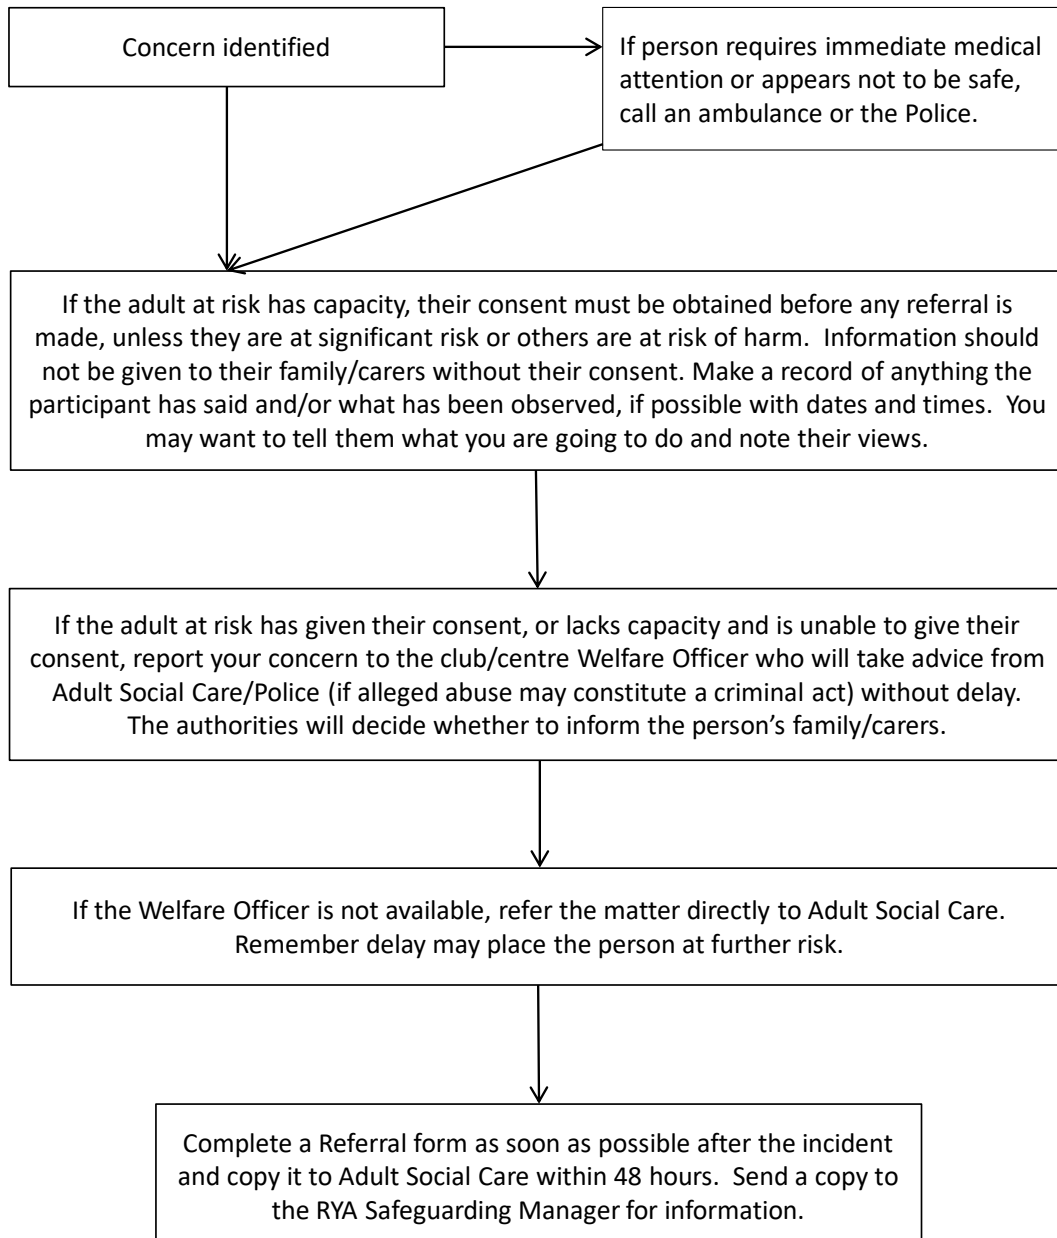 Concern identified
If person requires immediate medical
attention or appears not to be safe,
call an ambulance or the Police.
If the adult at risk has capacity, their consent must be obtained before any referral is
made, unless they are at significant risk or others are at risk of harm.  Information should
not be given to their family/carers without their consent. Make a record of anything the
participant has said and/or what has been observed, if possible with dates and times.  You
may want to tell them what you are going to do and note their views.
If the adult at risk has given their consent, or lacks capacity and is unable to give their
consent, report your concern to the club/centre Welfare Officer who will take advice from
Adult Social Care/Police (if alleged abuse may constitute a criminal act) without delay.
The authorities will decide whether to inform the person’s family/carers.
If the Welfare Officer is not available, refer the matter directly to Adult Social Care.
Remember delay may place the person at further risk.
Complete a Referral form as soon as possible after the incident
and copy it to Adult Social Care within 48 hours.  Send a copy to
the RYA Safeguarding Manager for information.